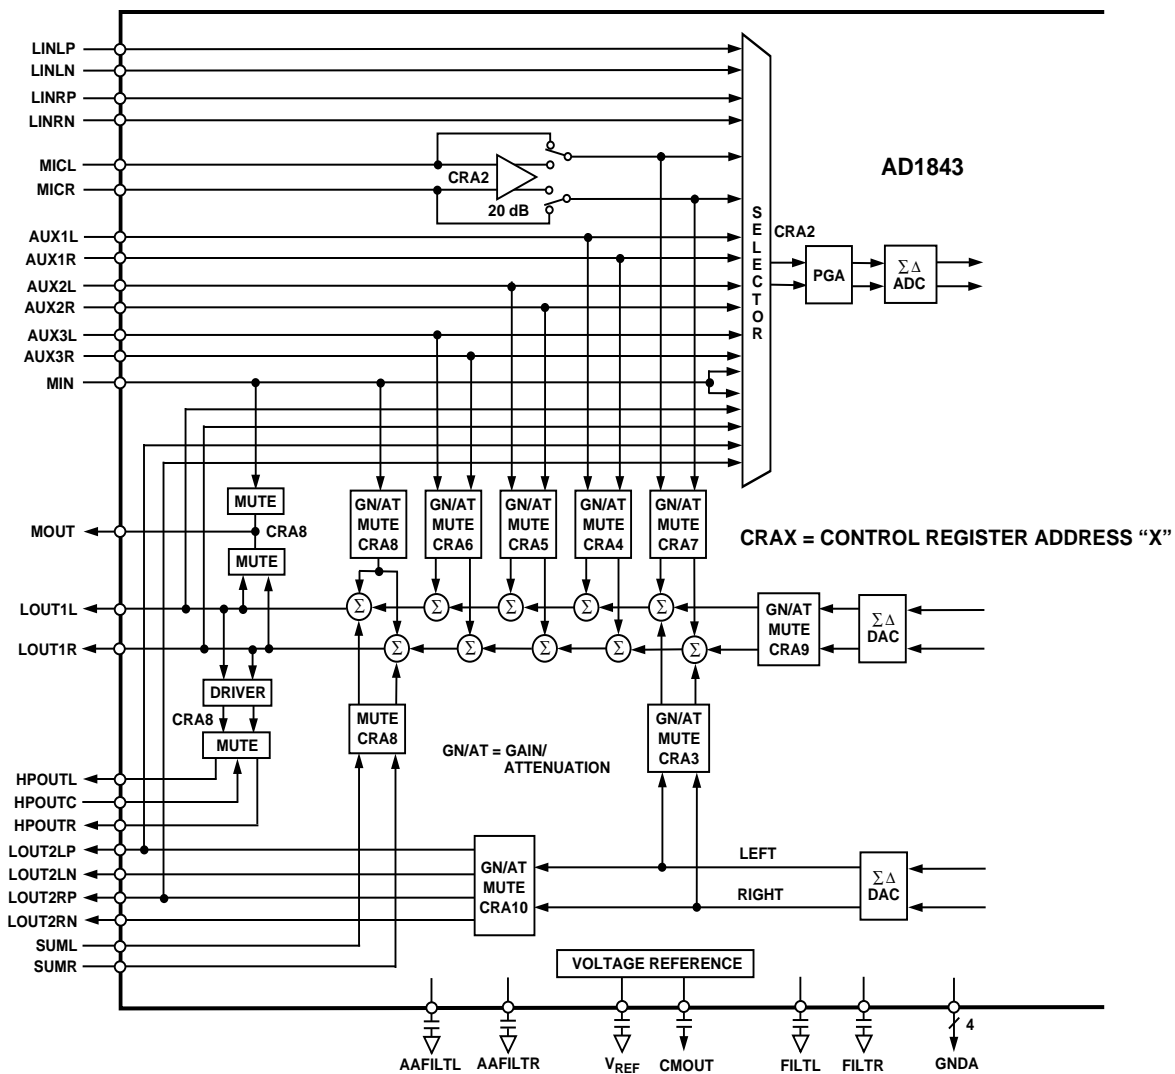 LINLP
LINLN
LINRP
LINRN
MICL
MICR
AUX1L
AUX1R
AUX2L
AUX2R
AUX3L
AUX3R
MIN
MOUT
LOUT1L
LOUT1R
HPOUTL
HPOUTC
HPOUTR
LOUT2LP
LOUT2LN
LOUT2RP
LOUT2RN
SUML
SUMR
CRA2
20 dB
SELECTOR
AD1843
CRA2
PGA
ΣΔ
ADC
MUTE
CRA8
MUTE
GN/AT
MUTE
CRA8
GN/AT
MUTE
CRA6
GN/AT
MUTE
CRA5
GN/AT
MUTE
CRA4
GN/AT
MUTE
CRA7
CRAX = CONTROL REGISTER ADDRESS “X”
Σ
Σ
Σ
Σ
Σ
Σ
Σ
Σ
Σ
Σ
GN/AT
MUTE
CRA9
ΣΔ
DAC
DRIVER
CRA8
MUTE
MUTE
CRA8
GN/AT = GAIN/
ATTENUATION
GN/AT
MUTE
CRA3
GN/AT
MUTE
CRA10
LEFT
RIGHT
ΣΔ
DAC
VOLTAGE REFERENCE
4
AAFILTL
AAFILTR
VREF
CMOUT
FILTL
FILTR
GNDA